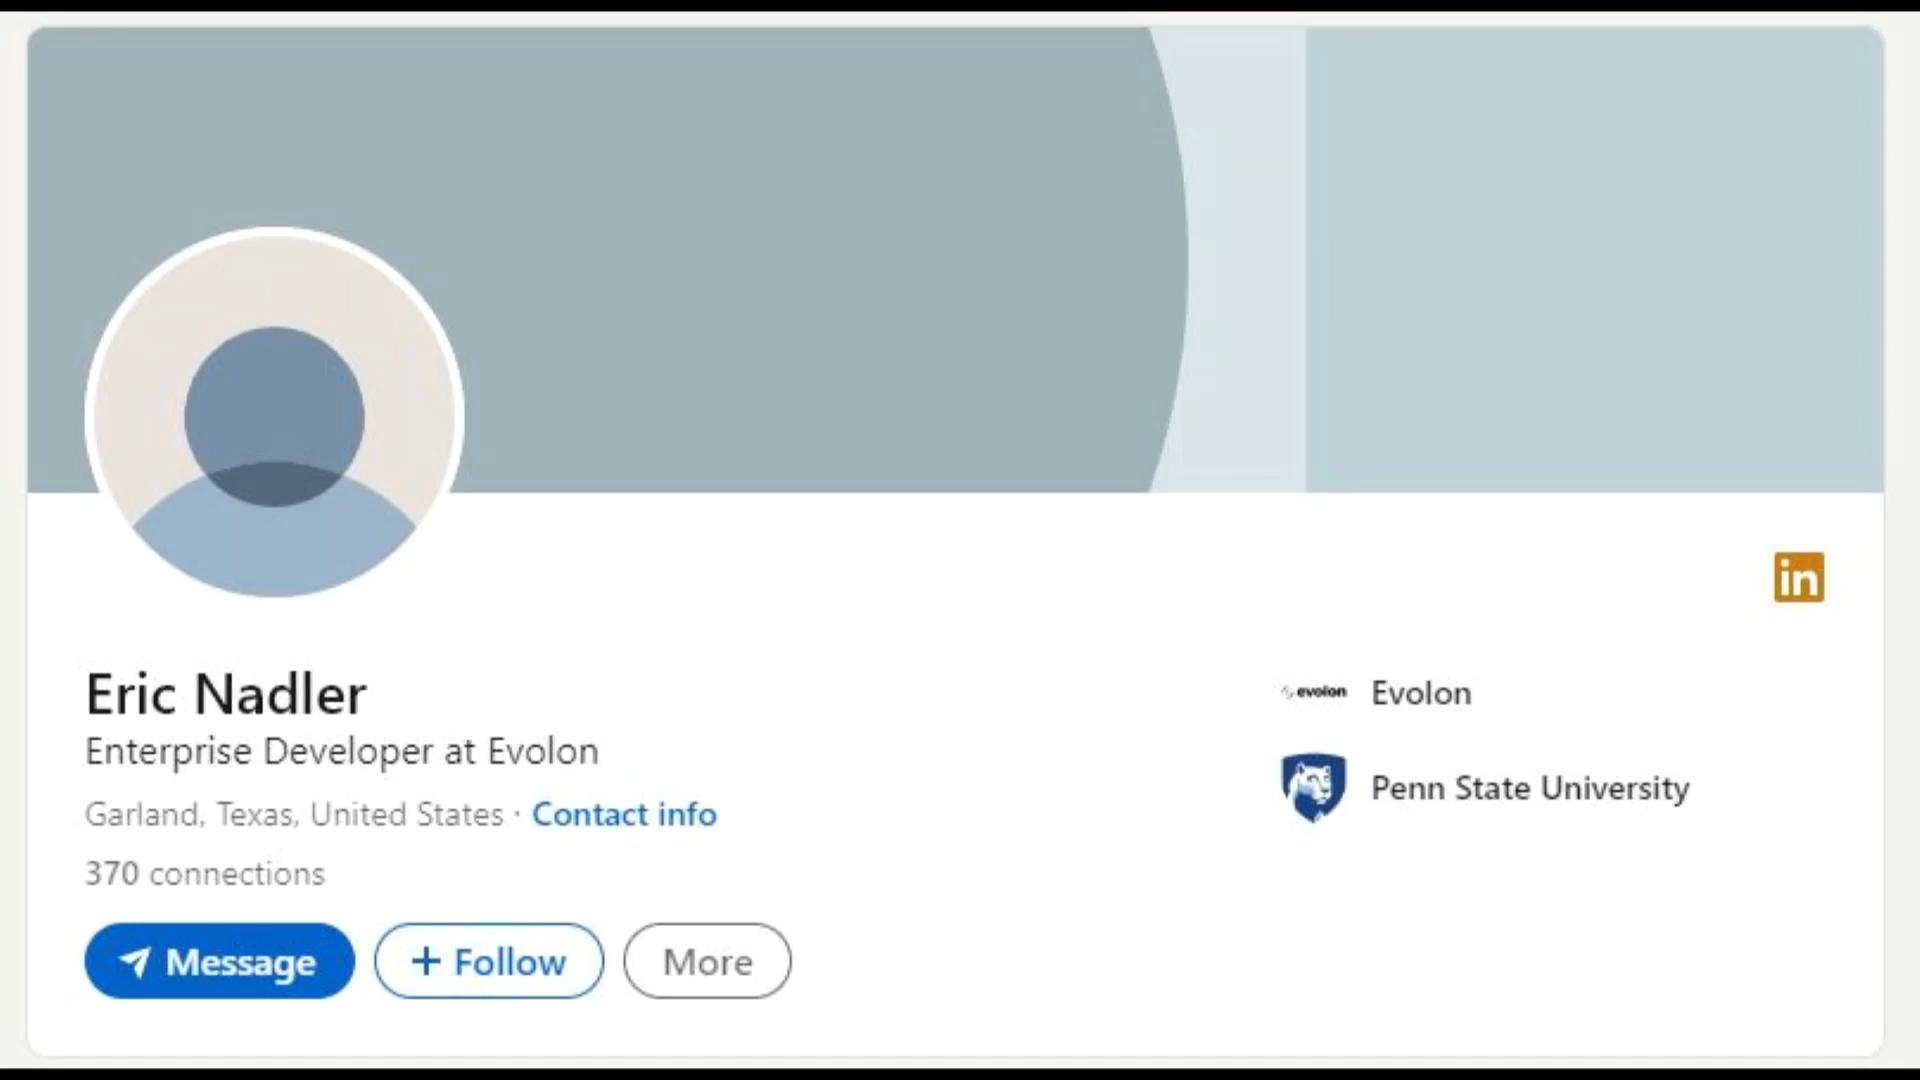 in
Eric Nadler
Enterprise Developer at Evolon
Garland, Texas, United States · Contact info
370 connections
Message
+ Follow
More
evolon Evolon
Penn State University